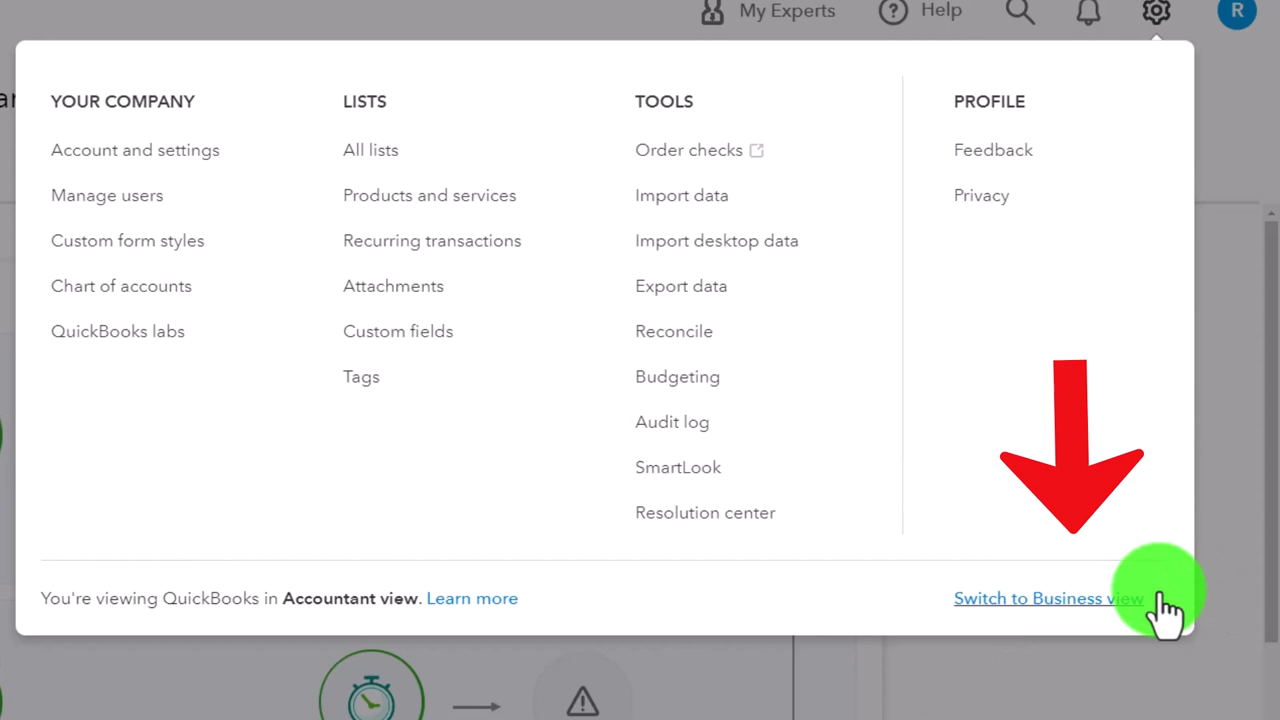 My Experts
Help
R
YOUR COMPANY
Account and settings
Manage users
Custom form styles
Chart of accounts
QuickBooks labs
LISTS
All lists
Products and services
Recurring transactions
Attachments
Custom fields
Tags
TOOLS
Order checks
Import data
Import desktop data
Export data
Reconcile
Budgeting
Audit log
SmartLook
Resolution center
PROFILE
Feedback
Privacy
You're viewing QuickBooks in Accountant view. Learn more
Switch to Business view